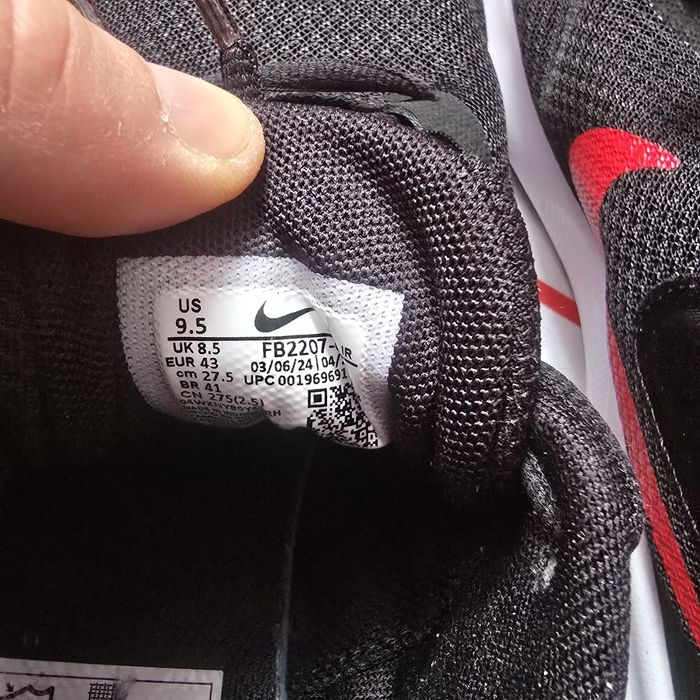 US
9.5
UK 8.5
EUR 43
cm 27.5
BR 41
CN 275(2.5)
FB2207-
03/06/24 04/
UPC 001969691